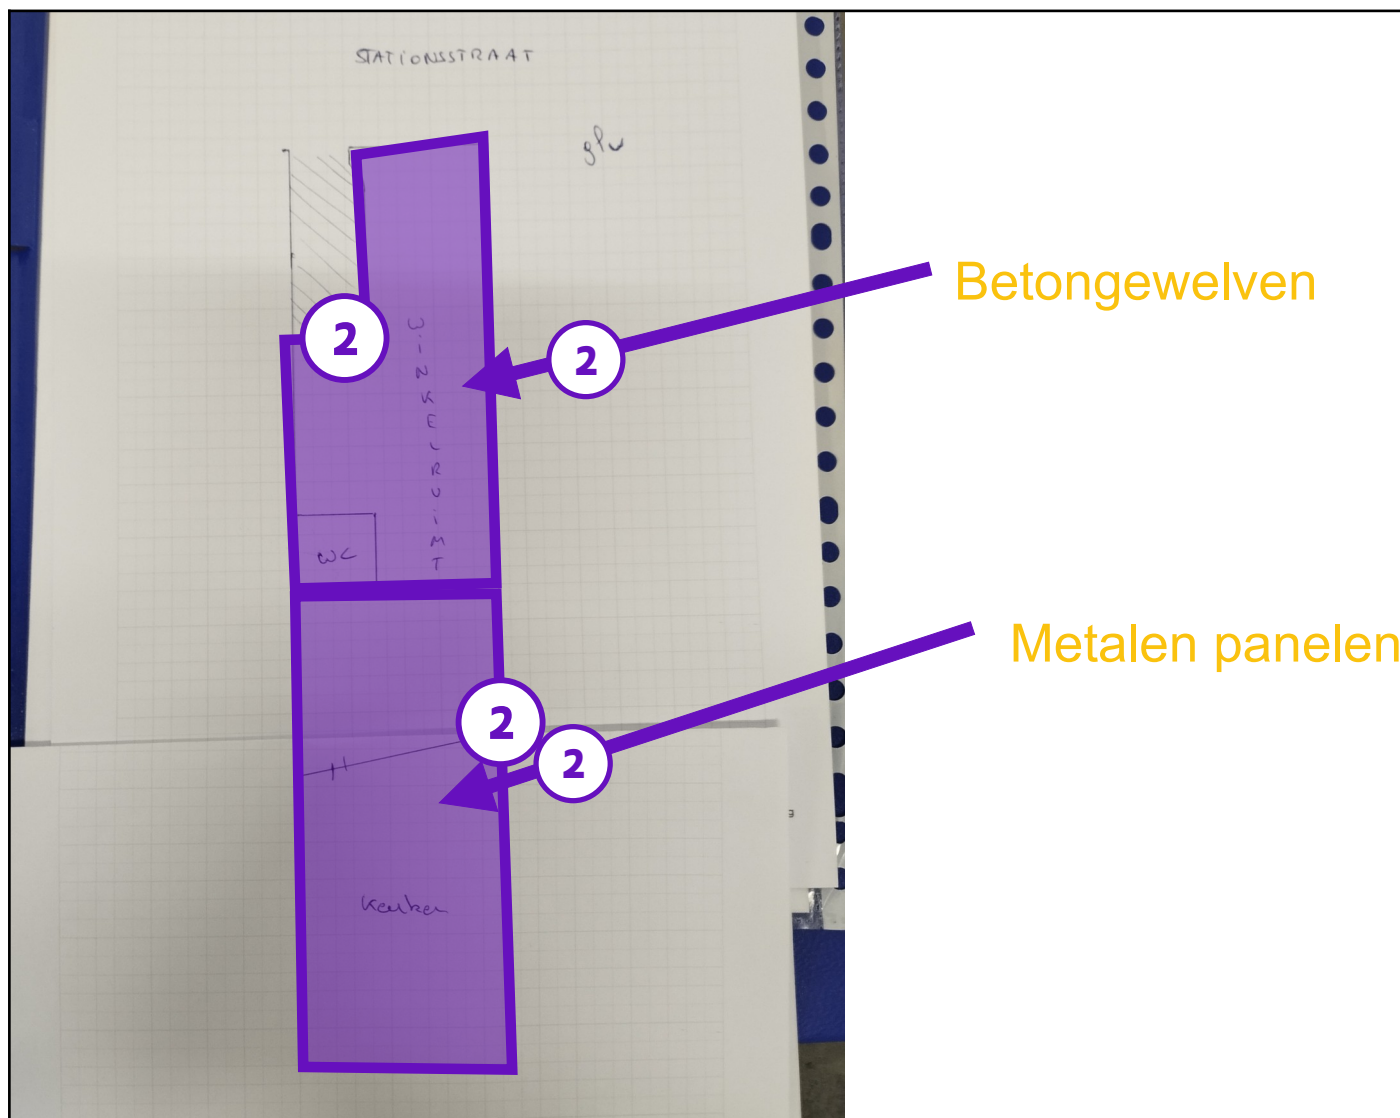 STATIONSSTRAAT
glv
Betongewelven
2
2
WINKELRUIMT
WC
Metalen panelen
2
2
Keuken